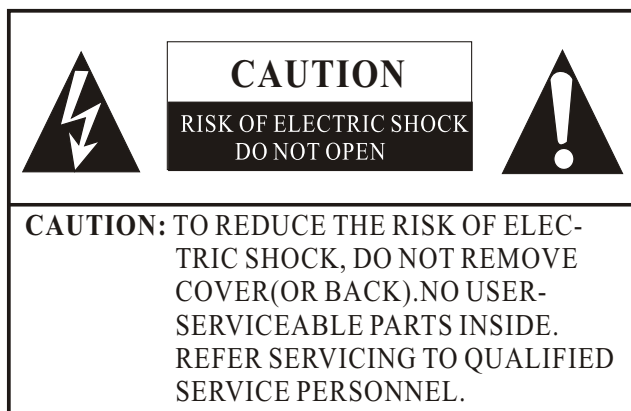 CAUTION
RISK OF ELECTRIC SHOCK
DO NOT OPEN
CAUTION: TO REDUCE THE RISK OF ELEC-
TRIC SHOCK, DO NOT REMOVE
COVER(OR BACK).NO USER-
SERVICEABLE PARTS INSIDE.
REFER SERVICING TO QUALIFIED
SERVICE PERSONNEL.